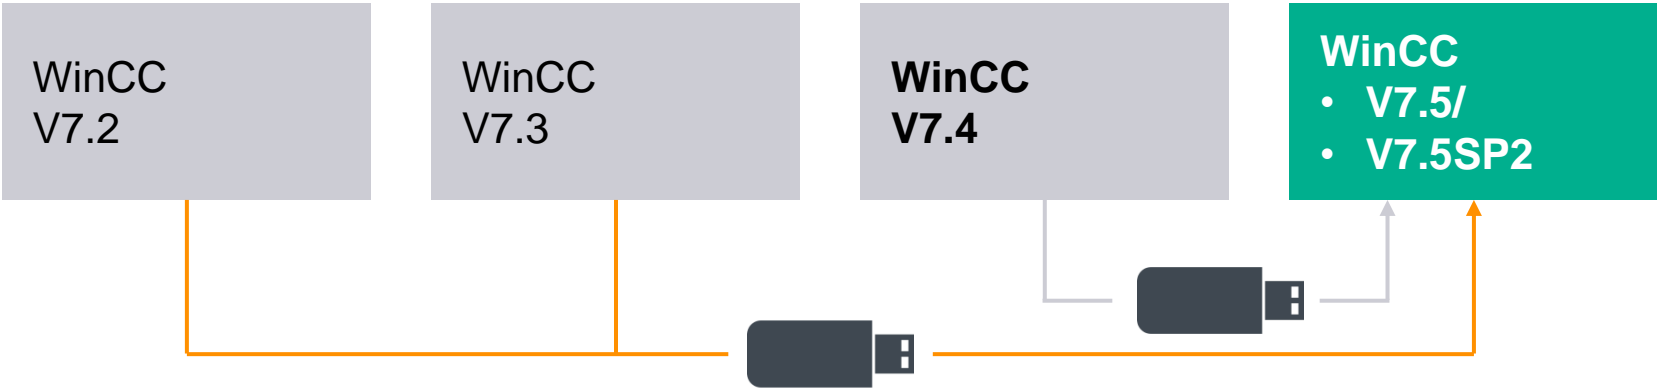 WinCC
V7.2
WinCC
V7.3
WinCC
V7.4
WinCC
• V7.5/
• V7.5SP2